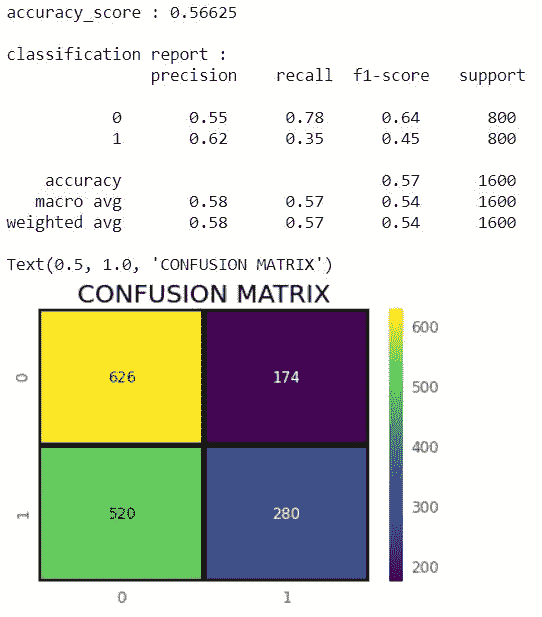 accuracy_score : 0.56625
classification report :
precision recall f1-score support
0 0.55 0.78 0.64 800
1 0.62 0.35 0.45 800
accuracy 0.57 1600
macro avg 0.58 0.57 0.54 1600
weighted avg 0.58 0.57 0.54 1600
Text(0.5, 1.0, 'CONFUSION MATRIX')
CONFUSION MATRIX
600
0 626 174
500
400
300
1 520 280
200
0 1